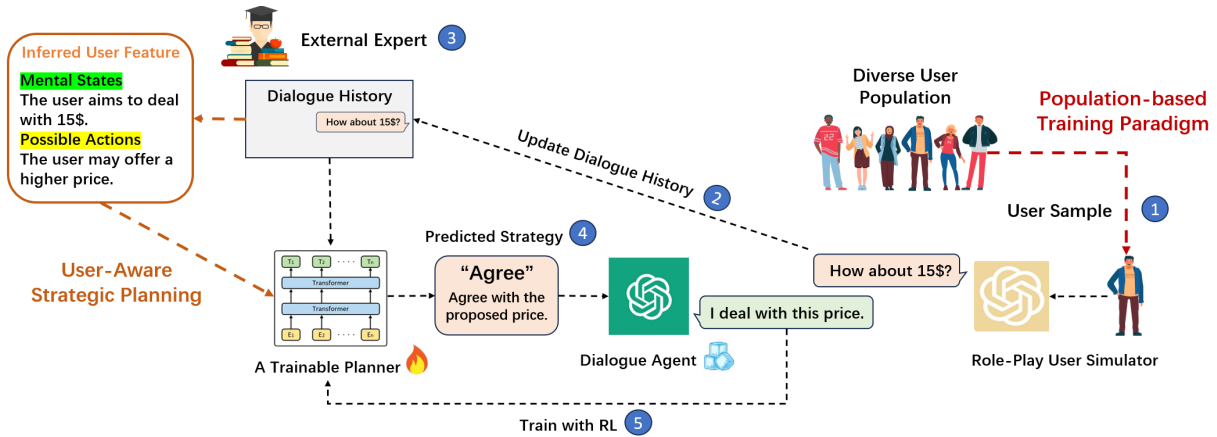 External Expert 3
Inferred User Feature
Mental States
The user aims to deal
with 15$.
Possible Actions
The user may offer a
higher price.
Dialogue History
How about 15$?
Diverse User
Population
Population-based
Training Paradigm
Update Dialogue History
2
User Sample 1
User-Aware
Strategic Planning
T1 T2 ····· Tn
Transformer
Transformer
E1 E2 ····· En
A Trainable Planner
Predicted Strategy 4
“Agree”
Agree with the
proposed price.
Dialogue Agent
How about 15$?
I deal with this price.
Role-Play User Simulator
Train with RL 5